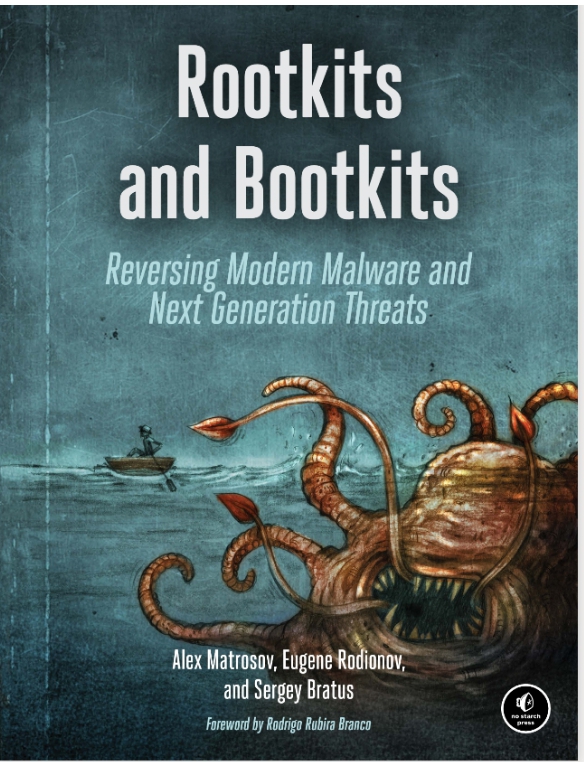 Rootkits
and Bootkits
Reversing Modern Malware and
Next Generation Threats
Alex Matrosov, Eugene Rodionov,
and Sergey Bratus
Foreword by Rodrigo Rubira Branco
no starch
press